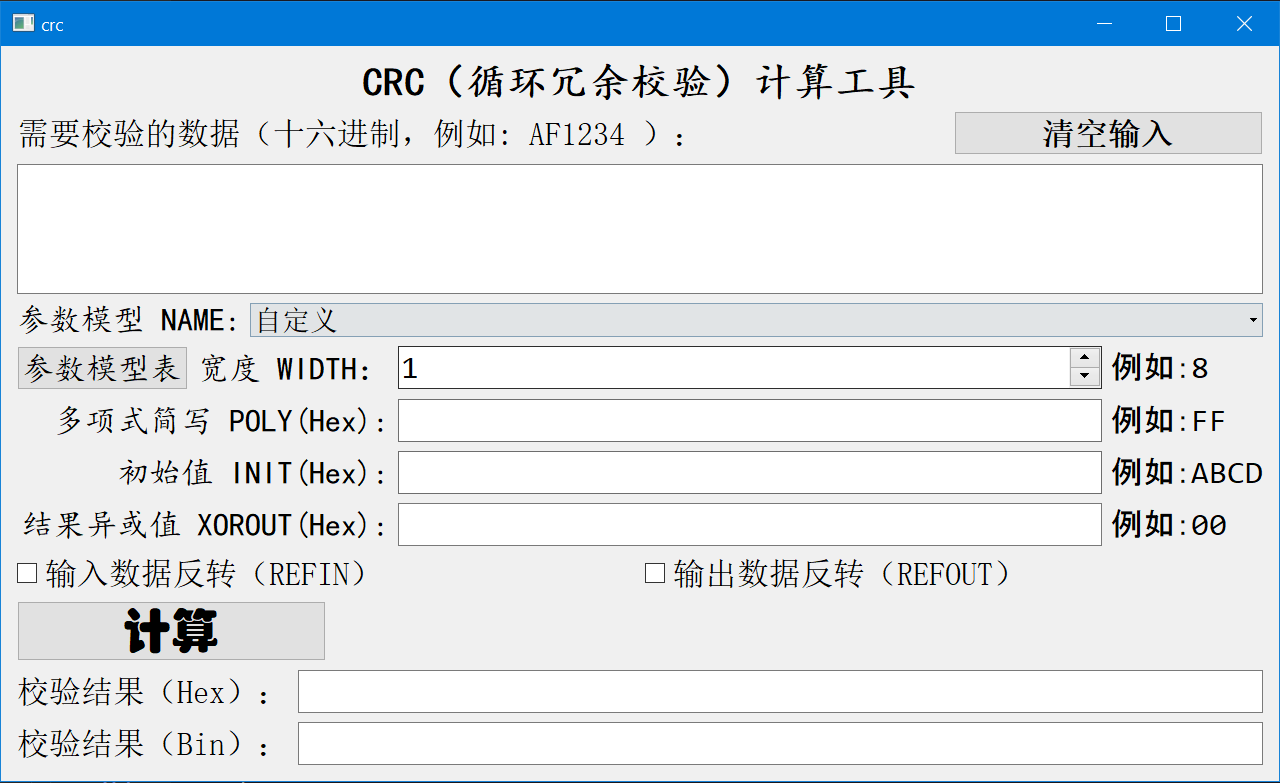 crc
CRC（循环冗余校验）计算工具
需要校验的数据（十六进制，例如: AF1234 ）：
清空输入
参数模型 NAME:
自定义
参数模型表 宽度 WIDTH: 1 例如:8
多项式简写 POLY(Hex): 例如:FF
初始值 INIT(Hex): 例如:ABCD
结果异或值 XOROUT(Hex): 例如:00
输入数据反转（REFIN） 输出数据反转（REFOUT）
计算
校验结果（Hex）：
校验结果（Bin）：